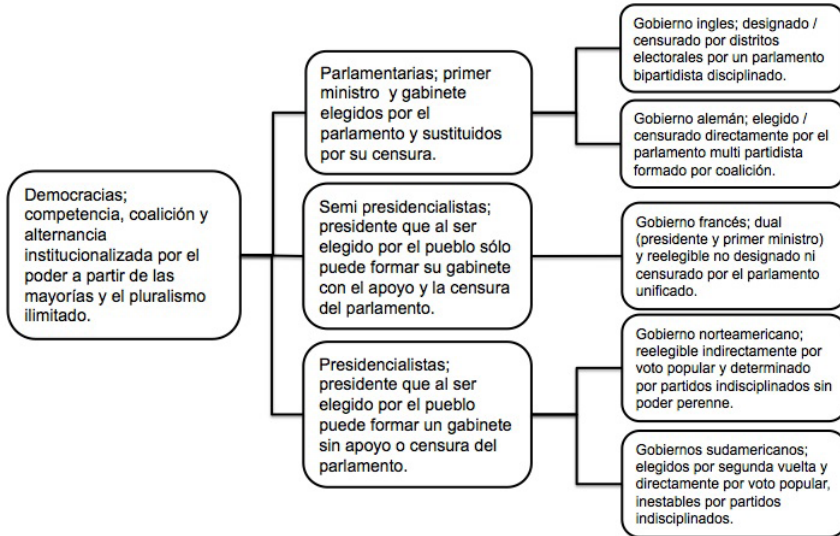 Democracias;
competencia, coalición y
alternancia
institucionalizada por el
poder a partir de las
mayorías y el pluralismo
ilimitado.
Parlamentarias; primer
ministro y gabinete
elegidos por el
parlamento y sustituidos
por su censura.
Gobierno ingles; designado /
censurado por distritos
electorales por un parlamento
bipartidista disciplinado.
Gobierno alemán; elegido /
censurado directamente por el
parlamento multi partidista
formado por coalición.
Semi presidencialistas;
presidente que al ser
elegido por el pueblo sólo
puede formar su gabinete
con el apoyo y la censura
del parlamento.
Gobierno francés; dual
(presidente y primer ministro)
y reelegible no designado ni
censurado por el parlamento
unificado.
Presidencialistas;
presidente que al ser
elegido por el pueblo
puede formar un gabinete
sin apoyo o censura del
parlamento.
Gobierno norteamericano;
reelegible indirectamente por
voto popular y determinado
por partidos indisciplinados sin
poder perenne.
Gobiernos sudamericanos;
elegidos por segunda vuelta y
directamente por voto popular,
inestables por partidos
indisciplinados.